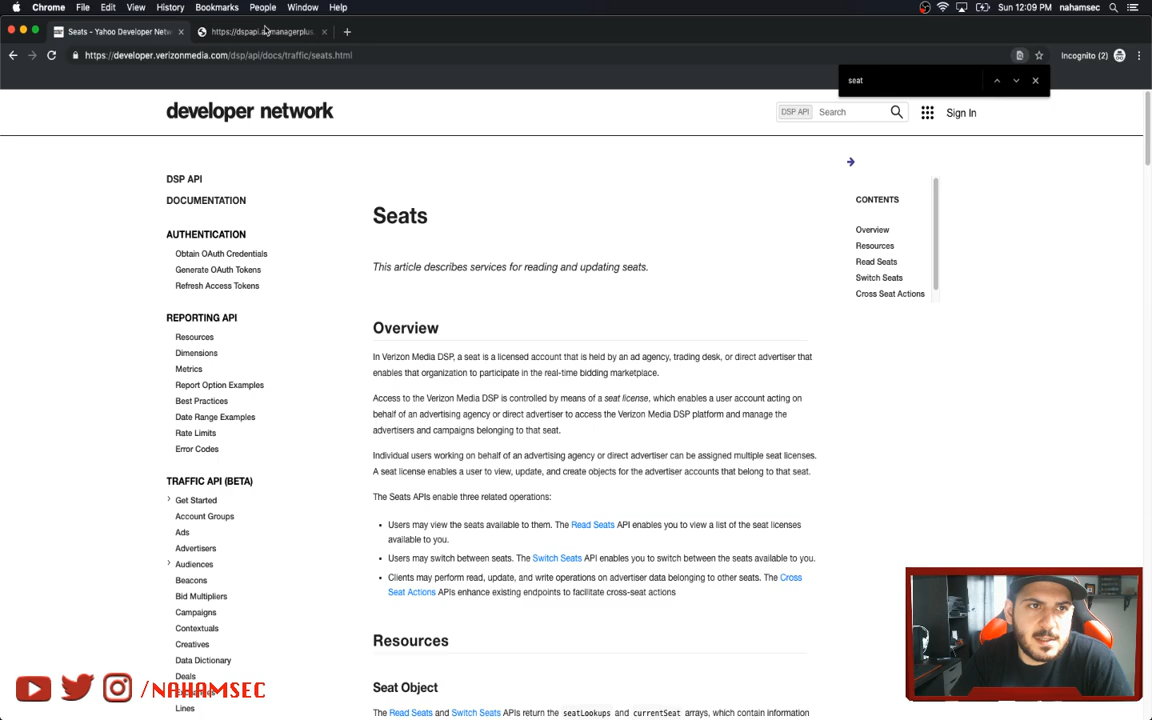 Chrome File Edit View History Bookmarks People Window Help Sun 12:09 PM nahamsec
Seats - Yahoo Developer Netw https://dspapi.a managerplus
https://developer.verizonmedia.com/dsp/api/docs/traffic/seats.html Incognito (2)
seat
developer network DSP API Search Sign In
DSP API
DOCUMENTATION
AUTHENTICATION
Obtain OAuth Credentials
Generate OAuth Tokens
Refresh Access Tokens
REPORTING API
Resources
Dimensions
Metrics
Report Option Examples
Best Practices
Date Range Examples
Rate Limits
Error Codes
TRAFFIC API (BETA)
Get Started
Account Groups
Ads
Advertisers
Audiences
Beacons
Bid Multipliers
Campaigns
Contextuals
Creatives
Data Dictionary
Deals
Lines
Seats
This article describes services for reading and updating seats.
Overview
In Verizon Media DSP, a seat is a licensed account that is held by an ad agency, trading desk, or direct advertiser that
enables that organization to participate in the real-time bidding marketplace.
Access to the Verizon Media DSP is controlled by means of a seat license, which enables a user account acting on
behalf of an advertising agency or direct advertiser to access the Verizon Media DSP platform and manage the
advertisers and campaigns belonging to that seat.
Individual users working on behalf of an advertising agency or direct advertiser can be assigned multiple seat licenses.
A seat license enables a user to view, update, and create objects for the advertiser accounts that belong to that seat.
The Seats APIs enable three related operations:
• Users may view the seats available to them. The Read Seats API enables you to view a list of the seat licenses
available to you.
• Users may switch between seats. The Switch Seats API enables you to switch between the seats available to you.
• Clients may perform read, update, and write operations on advertiser data belonging to other seats. The Cross
Seat Actions APIs enhance existing endpoints to facilitate cross-seat actions
Resources
Seat Object
The Read Seats and Switch Seats APIs return the seatLookups and currentSeat arrays, which contain information
CONTENTS
Overview
Resources
Read Seats
Switch Seats
Cross Seat Actions
/NAHAMSEC